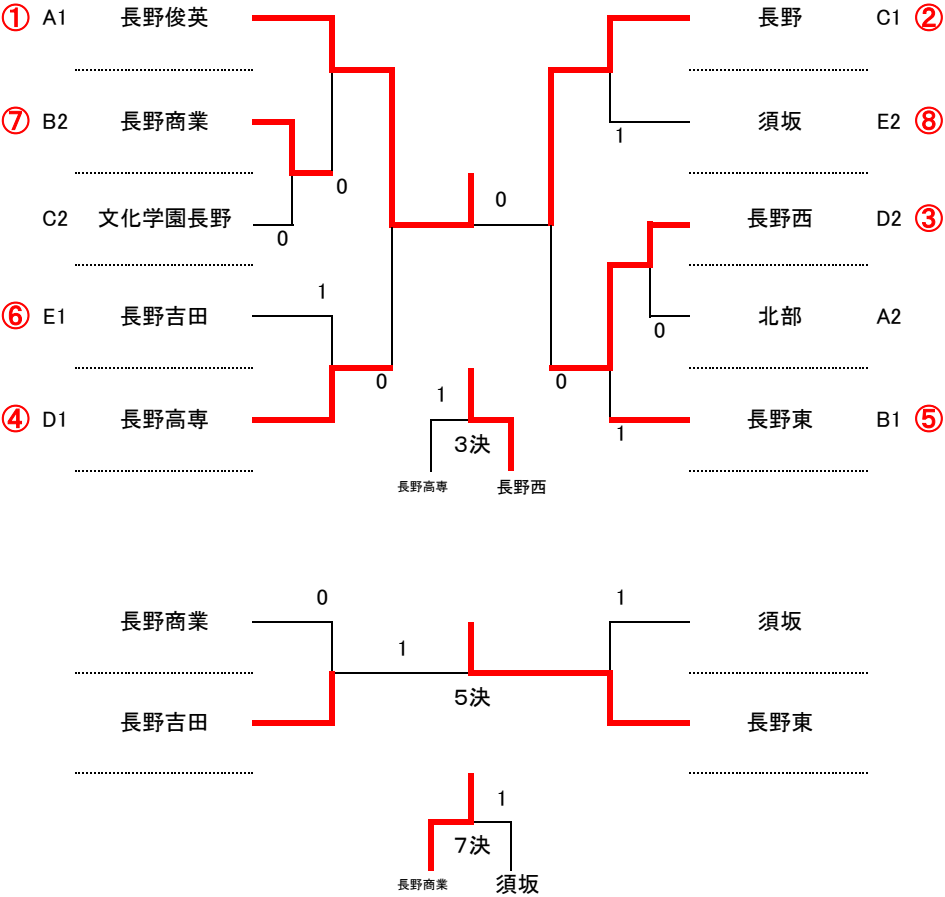 ① A1 長野俊英 長野 C1 ②
⑦ B2 長野商業 須坂 E2 ⑧
1
0
0
C2 文化学園長野 長野西 D2 ③
0
1
⑥ E1 長野吉田 北部 A2
0
0 0
1
④ D1 長野高専 長野東 B1 ⑤
1
3決
長野高専 長野西
0 1
長野商業 須坂
1
5決
長野吉田 長野東
1
7決
長野商業 須坂